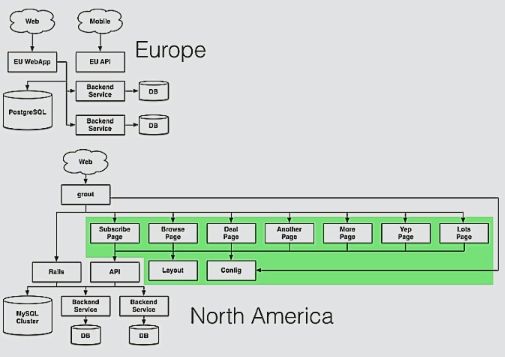 Web
Mobile
Europe
EU WebApp
EU API
Backend
Service
DB
PostgreSQL
Backend
Service
DB
Web
grout
Subscribe
Page
Browse
Page
Deal
Page
Another
Page
More
Page
Yep
Page
Lots
Page
Rails
API
Layout
Config
MySQL
Cluster
Backend
Service
Backend
Service
North America
DB
DB